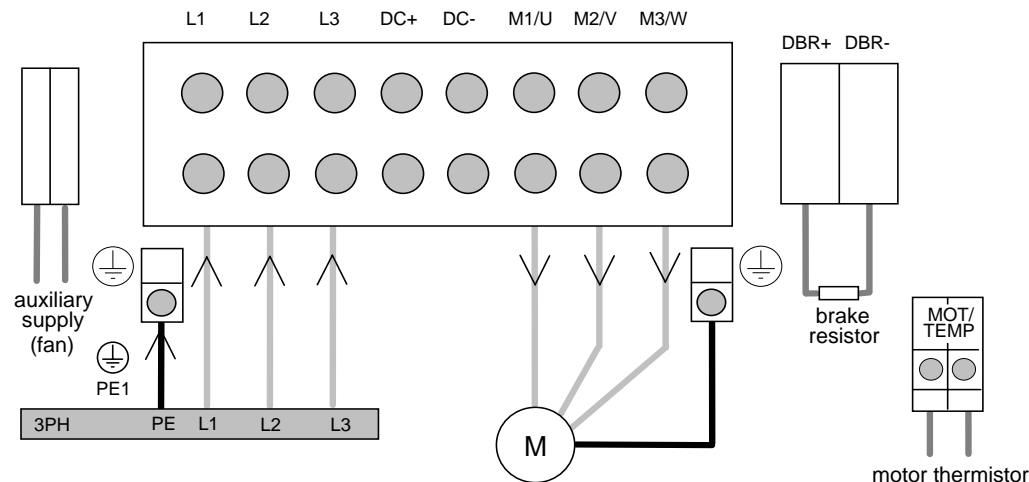 L1 L2 L3 DC+ DC- M1/U M2/V M3/W
DBR+ DBR-
auxiliary
supply
(fan)
PE1
3PH PE L1 L2 L3
M
brake
resistor
MOT/
TEMP
motor thermistor